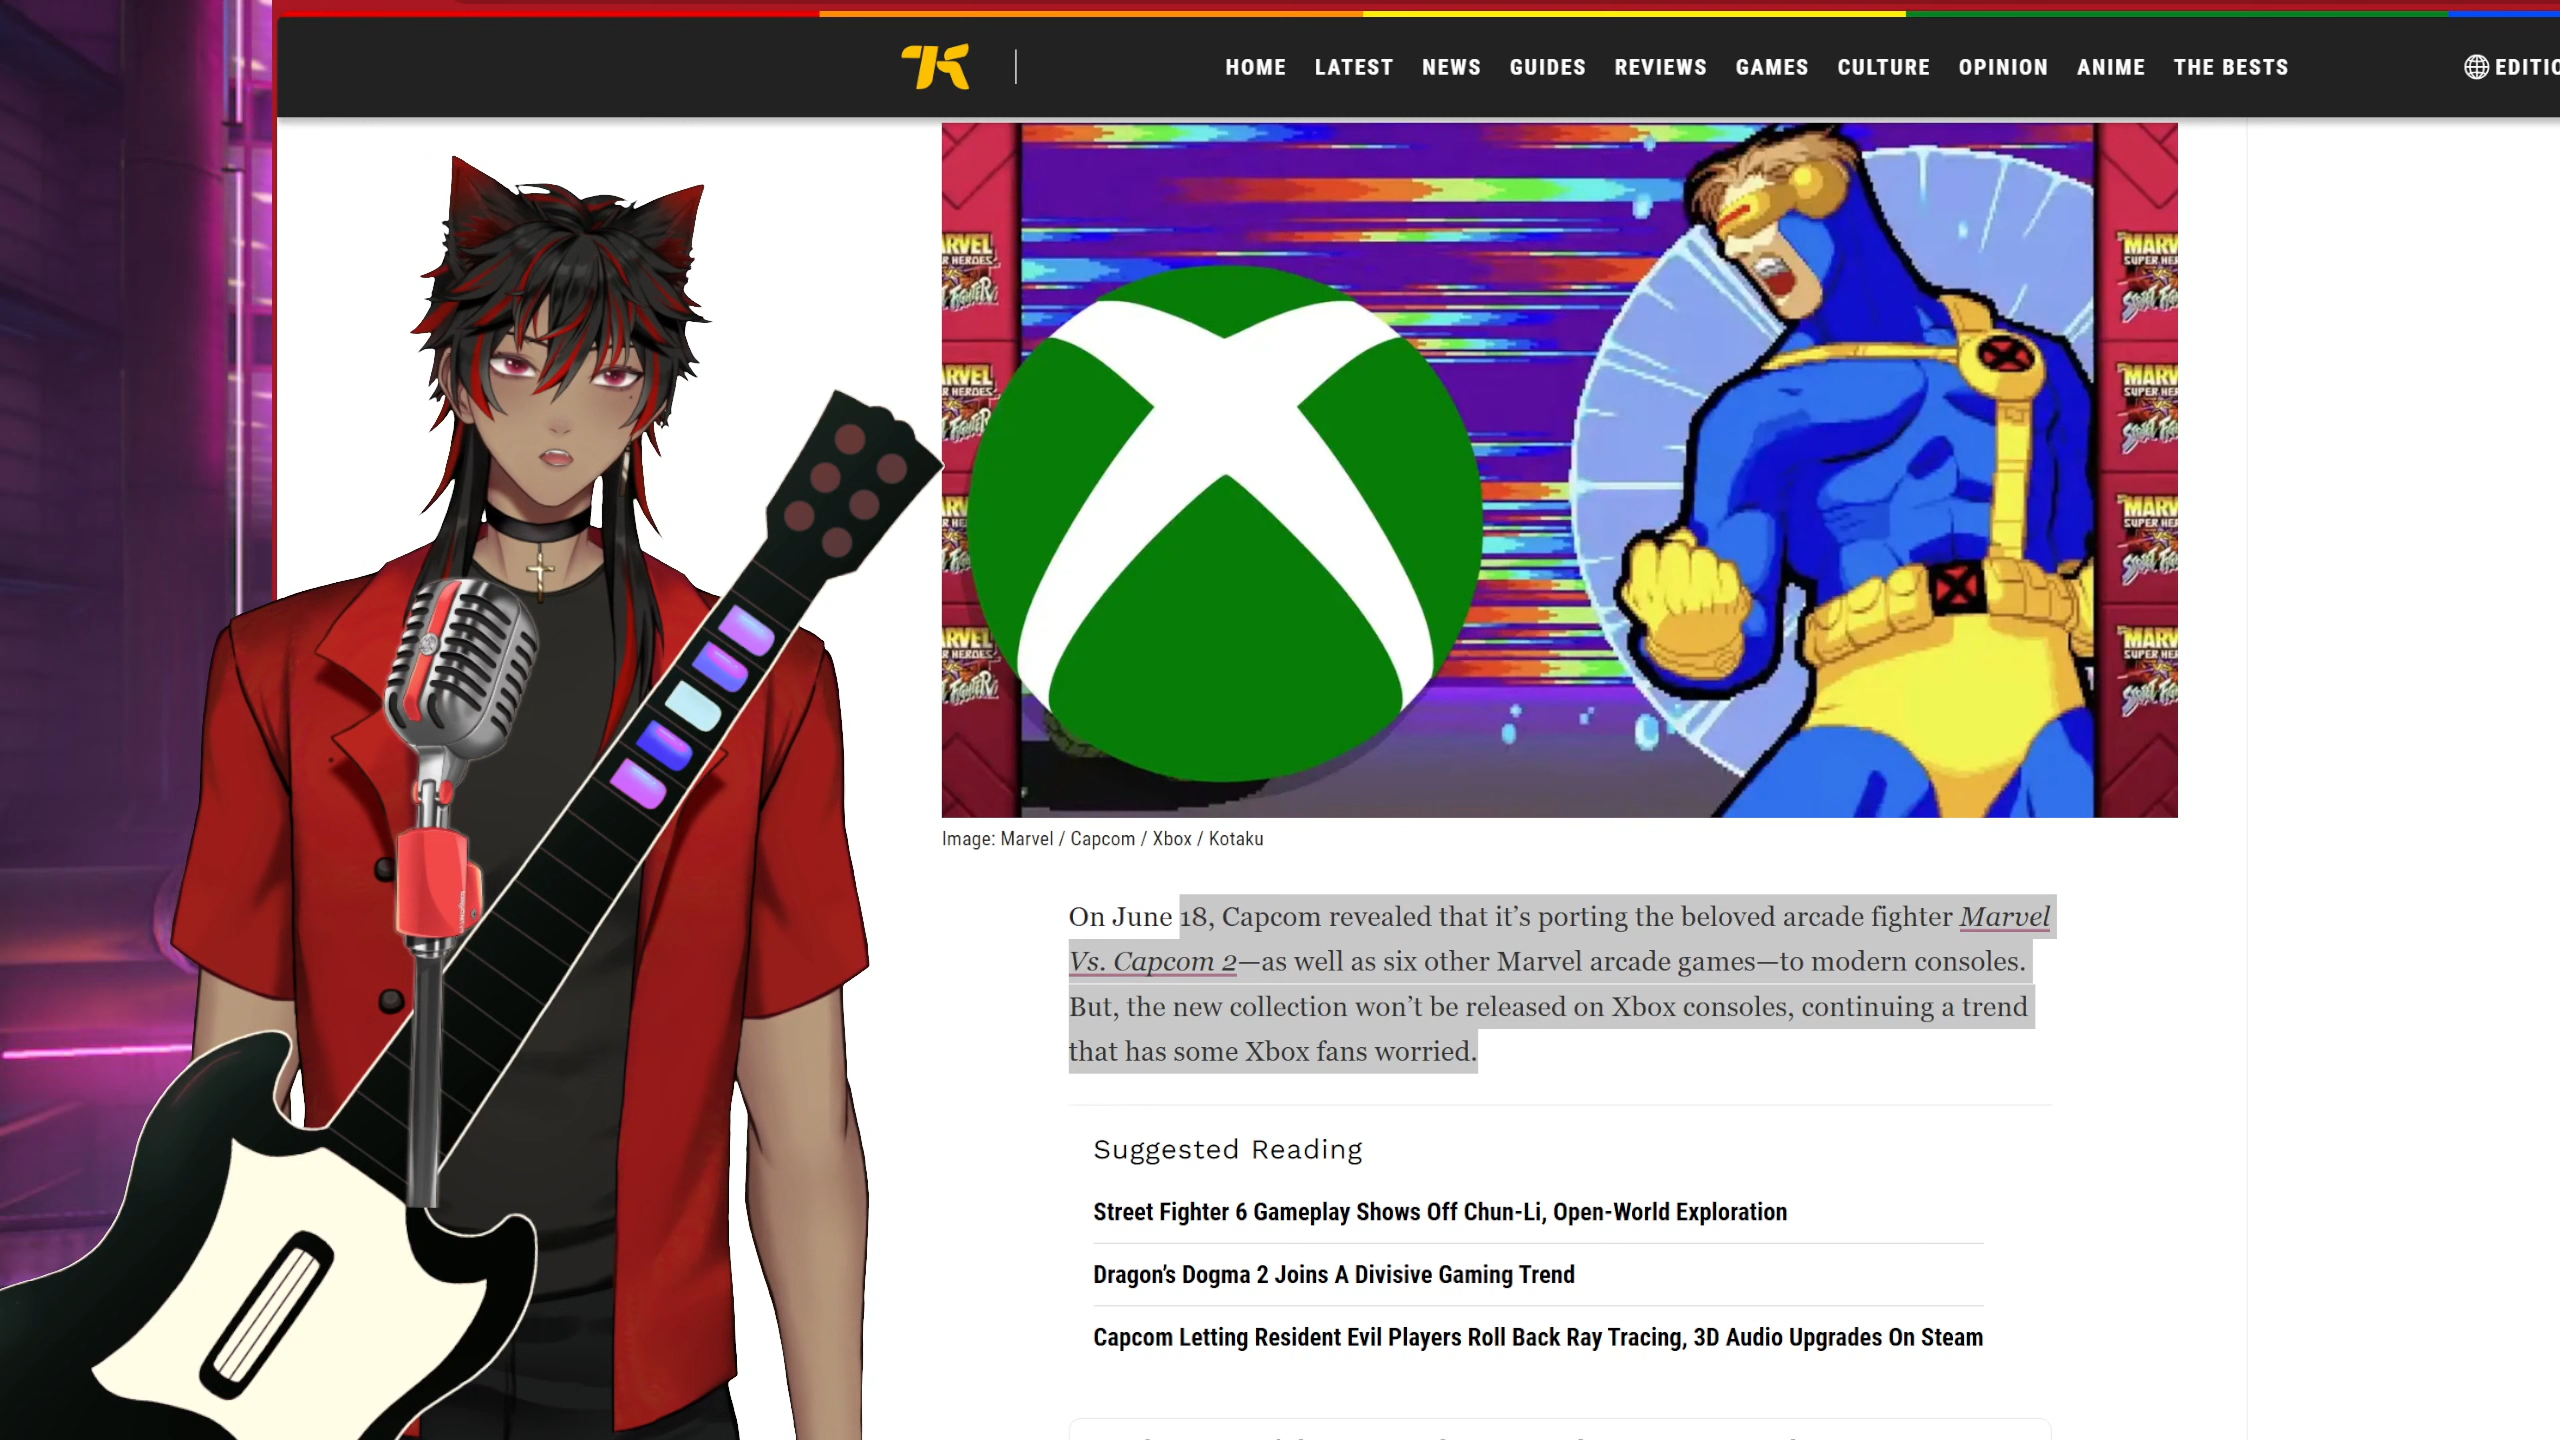 HOME LATEST NEWS GUIDES REVIEWS GAMES CULTURE OPINION ANIME THE BESTS EDITIO
Image: Marvel / Capcom / Xbox / Kotaku
On June 18, Capcom revealed that it’s porting the beloved arcade fighter Marvel
Vs. Capcom 2—as well as six other Marvel arcade games—to modern consoles.
But, the new collection won’t be released on Xbox consoles, continuing a trend
that has some Xbox fans worried.
Suggested Reading
Street Fighter 6 Gameplay Shows Off Chun-Li, Open-World Exploration
Dragon’s Dogma 2 Joins A Divisive Gaming Trend
Capcom Letting Resident Evil Players Roll Back Ray Tracing, 3D Audio Upgrades On Steam